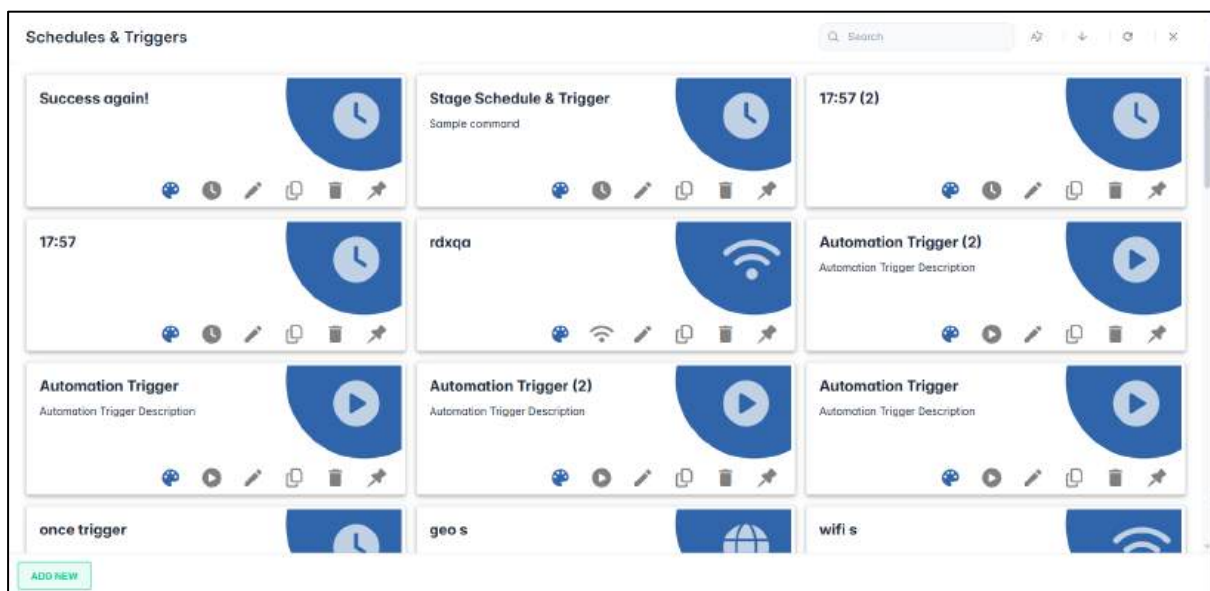 Schedules & Triggers
Search
Success again!
Stage Schedule & Trigger
Sample command
17:57 (2)
17:57
rdxqa
Automation Trigger (2)
Automation Trigger Description
Automation Trigger
Automation Trigger Description
Automation Trigger (2)
Automation Trigger Description
Automation Trigger
Automation Trigger Description
once trigger
geo s
wifi s
ADD NEW